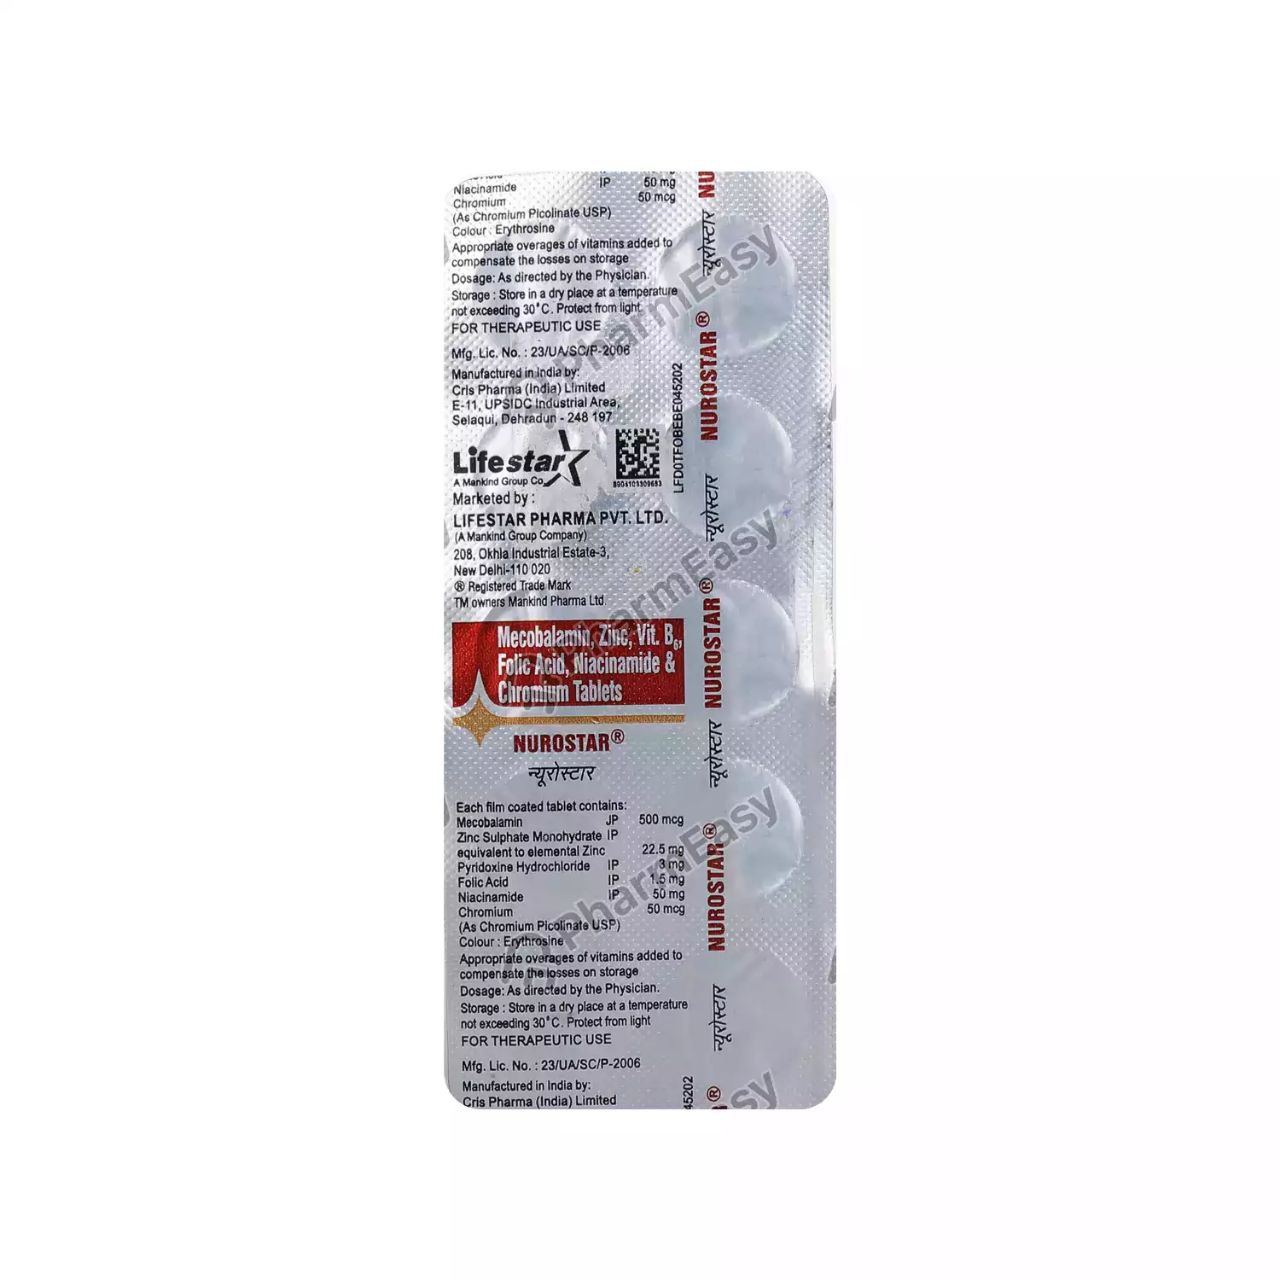 Niacinamide IP 50 mg
Chromium 50 mcg
(As Chromium Picolinate USP)
Colour : Erythrosine
Appropriate overages of vitamins added to
compensate the losses on storage
Dosage: As directed by the Physician.
Storage : Store in a dry place at a temperature
not exceeding 30°C. Protect from light
FOR THERAPEUTIC USE
Mfg. Lic. No. : 23/UA/SC/P-2006
Manufactured in India by:
Cris Pharma (India) Limited
E-11, UPSIDC Industrial Area,
Selaqui, Dehradun - 248 197
Lifestar
A Mankind Group Co.
8904103309683
LFD0TFOBEBE045202
Marketed by :
LIFESTAR PHARMA PVT. LTD.
(A Mankind Group Company)
208, Okhla Industrial Estate-3,
New Delhi-110 020
® Registered Trade Mark
TM owners Mankind Pharma Ltd.
Mecobalamin, Zinc, Vit. B6,
Folic Acid, Niacinamide &
Chromium Tablets
NUROSTAR®
न्यूरोस्टार
Each film coated tablet contains:
Mecobalamin JP 500 mcg
Zinc Sulphate Monohydrate IP
equivalent to elemental Zinc 22.5 mg
Pyridoxine Hydrochloride IP 3 mg
Folic Acid IP 1.5 mg
Niacinamide IP 50 mg
Chromium 50 mcg
(As Chromium Picolinate USP)
Colour : Erythrosine
Appropriate overages of vitamins added to
compensate the losses on storage
Dosage: As directed by the Physician.
Storage : Store in a dry place at a temperature
not exceeding 30°C. Protect from light
FOR THERAPEUTIC USE
Mfg. Lic. No. : 23/UA/SC/P-2006
Manufactured in India by:
Cris Pharma (India) Limited
45202
NU
न्यूरोस्टार
NUROSTAR®
न्यूरोस्टार
NUROSTAR®
न्यूरोस्टार
NUROSTAR®
न्यूरोस्टार
R®
PharmEasy
PharmEasy
PharmEasy
sy